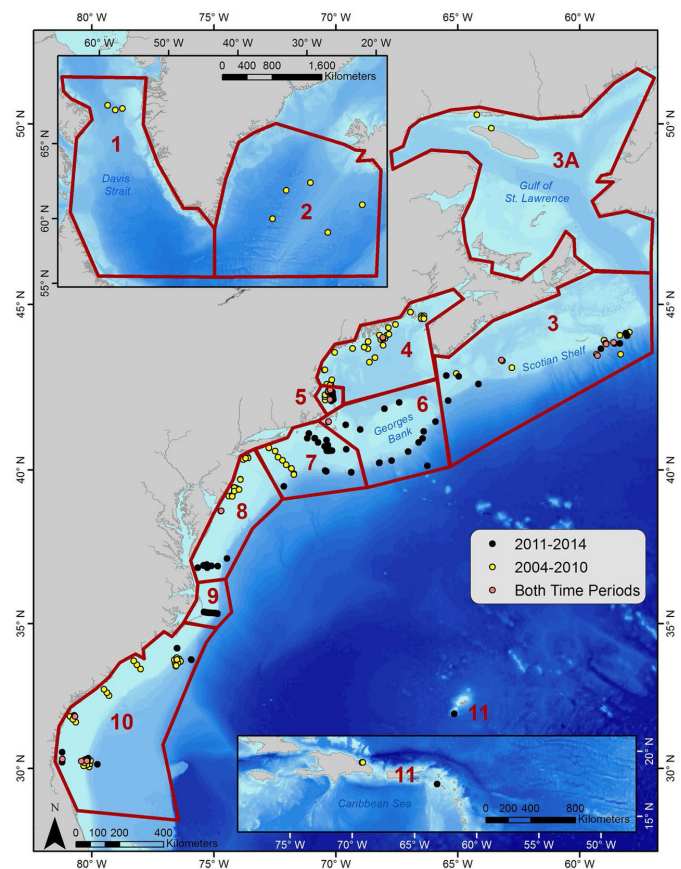 80° W 75° W 70° W 65° W 60° W
60° W 50° W 40° W 30° W 20° W
0 400 800 1,600
Kilometers
50° N
65° N
60° N
55° N
1
Davis
Strait
2
3A
Gulf of
St. Lawrence
45° N
3
Scotian Shelf
4
5
6
Georges
Bank
7
40° N
40° N
8
2011-2014
2004-2010
Both Time Periods
9
35° N
35° N
10
11
30° N
30° N
11
Caribbean Sea
20° N
15° N
0 200 400 800
Kilometers
N
0 100 200 400
Kilometers
75° W 70° W 65° W 60° W 55° W 50° W
80° W 75° W 70° W 65° W 60° W
45° N